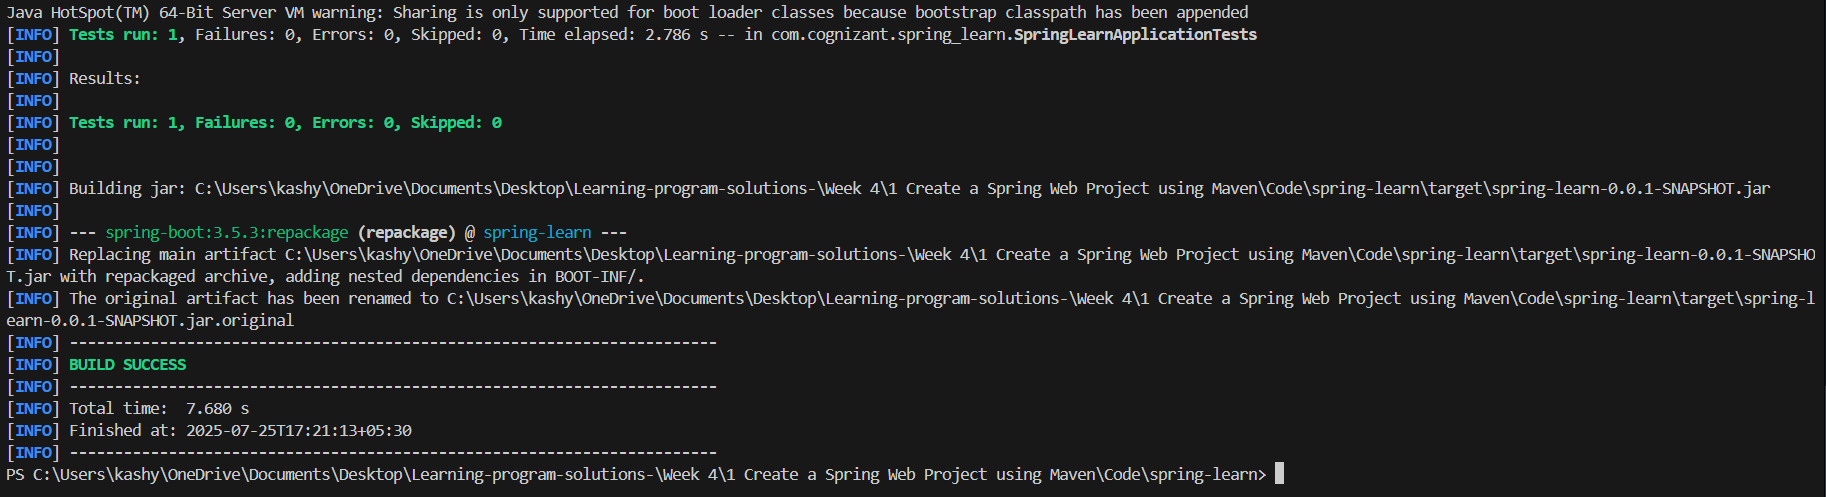 Java HotSpot(TM) 64-Bit Server VM warning: Sharing is only supported for boot loader classes because bootstrap classpath has been appended
[INFO] Tests run: 1, Failures: 0, Errors: 0, Skipped: 0, Time elapsed: 2.786 s -- in com.cognizant.spring_learn.SpringLearnApplicationTests
[INFO]
[INFO] Results:
[INFO]
[INFO] Tests run: 1, Failures: 0, Errors: 0, Skipped: 0
[INFO]
[INFO]
[INFO] Building jar: C:\Users\kashy\OneDrive\Documents\Desktop\Learning-program-solutions-\Week 4\1 Create a Spring Web Project using Maven\Code\spring-learn\target\spring-learn-0.0.1-SNAPSHOT.jar
[INFO]
[INFO] --- spring-boot:3.5.3:repackage (repackage) @ spring-learn ---
[INFO] Replacing main artifact C:\Users\kashy\OneDrive\Documents\Desktop\Learning-program-solutions-\Week 4\1 Create a Spring Web Project using Maven\Code\spring-learn\target\spring-learn-0.0.1-SNAPSHO
T.jar with repackaged archive, adding nested dependencies in BOOT-INF/.
[INFO] The original artifact has been renamed to C:\Users\kashy\OneDrive\Documents\Desktop\Learning-program-solutions-\Week 4\1 Create a Spring Web Project using Maven\Code\spring-learn\target\spring-l
earn-0.0.1-SNAPSHOT.jar.original
[INFO] ------------------------------------------------------------------------
[INFO] BUILD SUCCESS
[INFO] ------------------------------------------------------------------------
[INFO] Total time:  7.680 s
[INFO] Finished at: 2025-07-25T17:21:13+05:30
[INFO] ------------------------------------------------------------------------
PS C:\Users\kashy\OneDrive\Documents\Desktop\Learning-program-solutions-\Week 4\1 Create a Spring Web Project using Maven\Code\spring-learn>